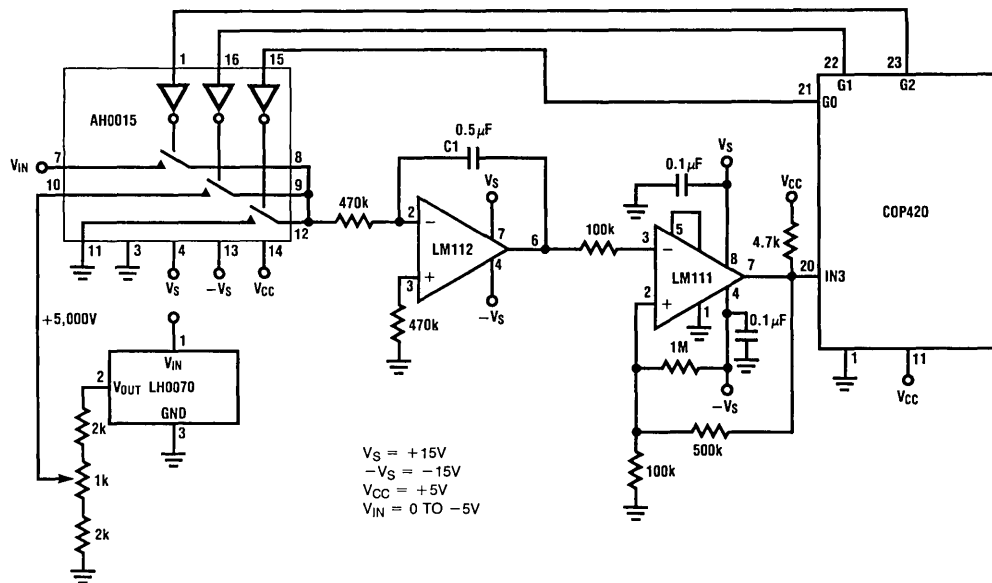 1 16 15
22 23
G1 G2
21 G0
AH0015
0.5μF
C1
VIN 7 8
10 9
12
11 3 4 13 14
VS -VS VCC
470k
2 -
VS
7
LM112
6
4
-VS
3 +
470k
0.1μF
VS
100k
3 -
5
8
LM111
7
2 +
4
1
0.1μF
-VS
1M
500k
100k
VCC
4.7k
20 IN3
COP420
1 11
VCC
+5,000V
1
VIN
2 VOUT LH0070
GND
3
2k
1k
2k
VS = +15V
-VS = -15V
VCC = +5V
VIN = 0 TO -5V